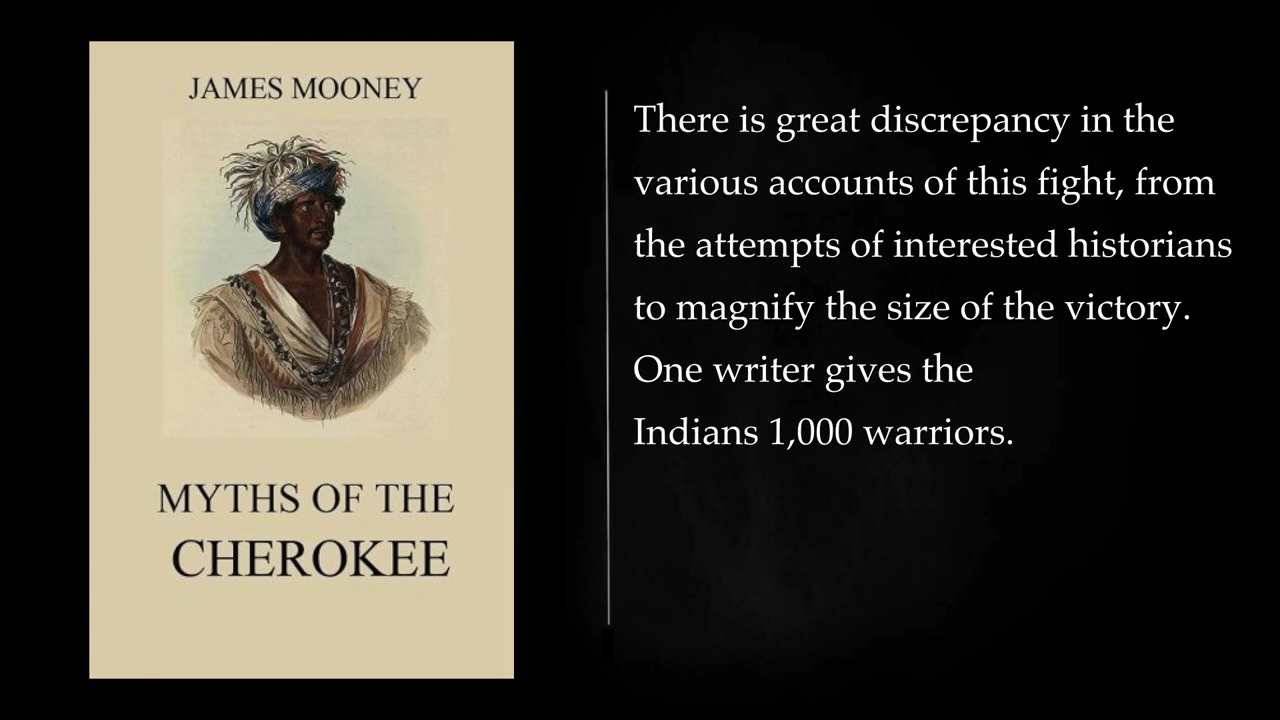 JAMES MOONEY
MYTHS OF THE
CHEROKEE
There is great discrepancy in the
various accounts of this fight, from
the attempts of interested historians
to magnify the size of the victory.
One writer gives the
Indians 1,000 warriors.